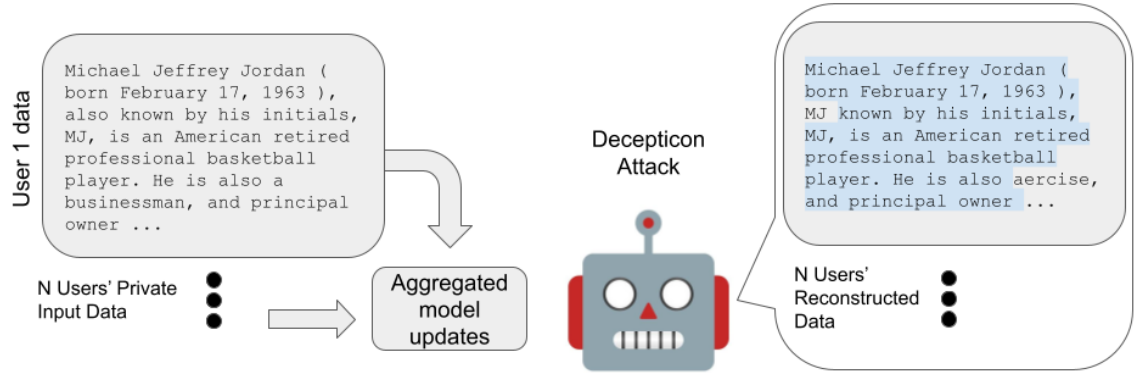 User 1 data
Michael Jeffrey Jordan (
born February 17, 1963 ),
also known by his initials,
MJ, is an American retired
professional basketball
player. He is also a
businessman, and principal
owner ...
N Users' Private
Input Data
Aggregated
model
updates
Decepticon
Attack
Michael Jeffrey Jordan (
born February 17, 1963 ),
MJ known by his initials,
MJ, is an American retired
professional basketball
player. He is also aercise,
and principal owner ...
N Users'
Reconstructed
Data